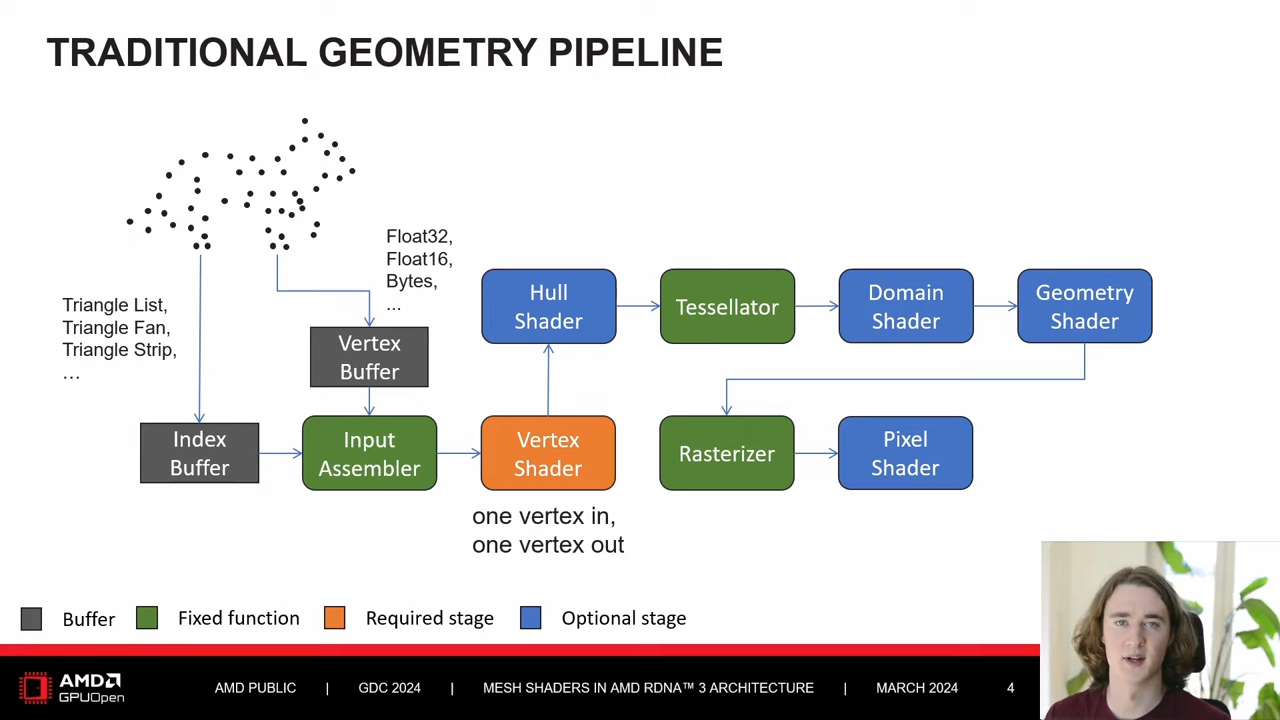 TRADITIONAL GEOMETRY PIPELINE
Float32,
Float16,
Bytes,
...
Triangle List,
Triangle Fan,
Triangle Strip,
...
Vertex
Buffer
Hull
Shader
Tessellator
Domain
Shader
Geometry
Shader
Index
Buffer
Input
Assembler
Vertex
Shader
Rasterizer
Pixel
Shader
one vertex in,
one vertex out
Buffer
Fixed function
Required stage
Optional stage
AMD
GPUOpen
AMD PUBLIC | GDC 2024 | MESH SHADERS IN AMD RDNA™ 3 ARCHITECTURE | MARCH 2024 4